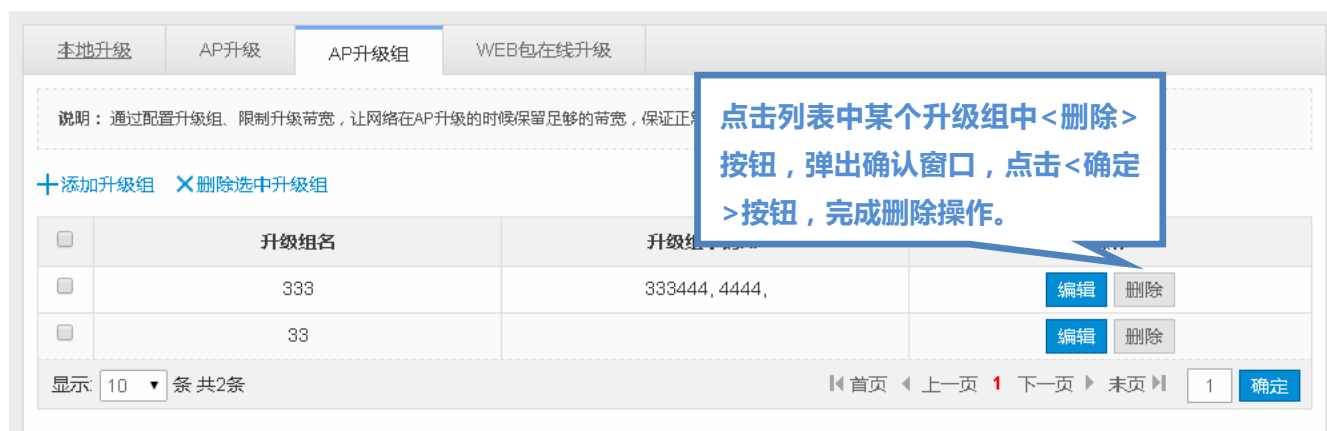 本地升级 AP升级 AP升级组 WEB包在线升级
说明：通过配置升级组、限制升级带宽，让网络在AP升级的时候保留足够的带宽，保证正
点击列表中某个升级组中<删除>
按钮，弹出确认窗口，点击<确定
>按钮，完成删除操作。
添加升级组 删除选中升级组
升级组名 升级组
333 333444, 4444, 编辑 删除
33 编辑 删除
显示: 10 条 共2条 首页 上一页 1 下一页 末页 1 确定